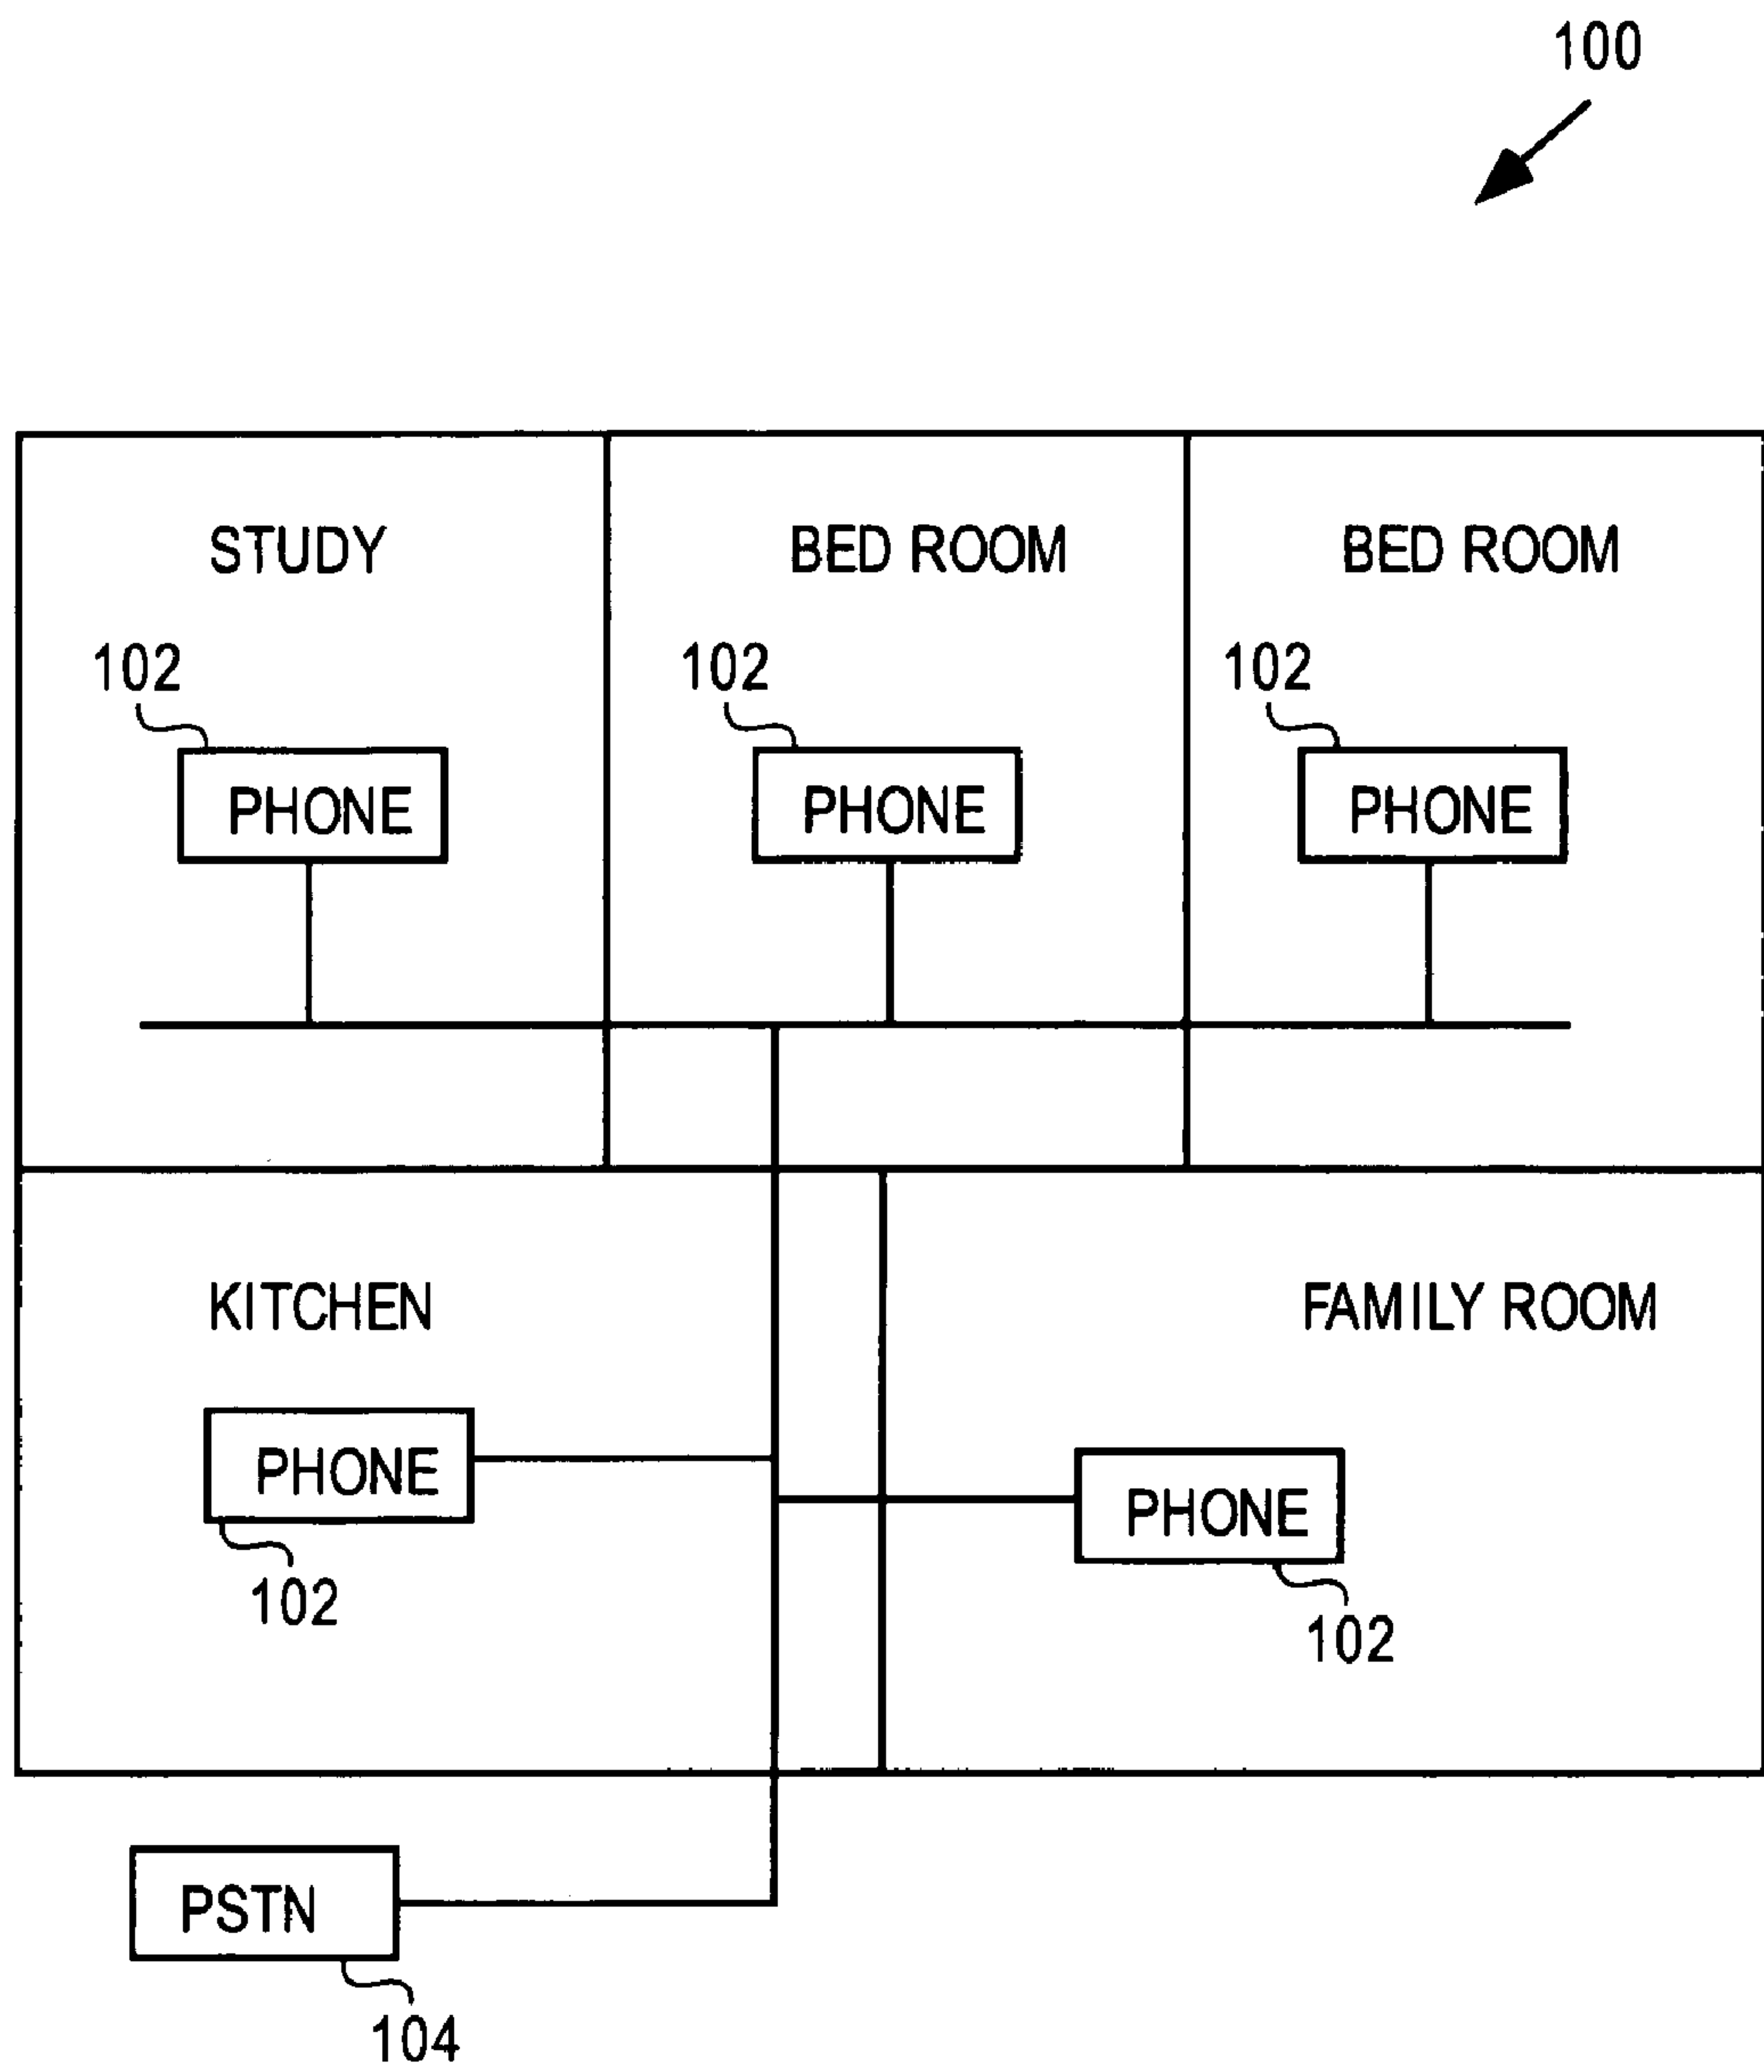 100
STUDY
BED ROOM
BED ROOM
102
102
102
PHONE
PHONE
PHONE
KITCHEN
FAMILY ROOM
PHONE
PHONE
102
102
PSTN
104